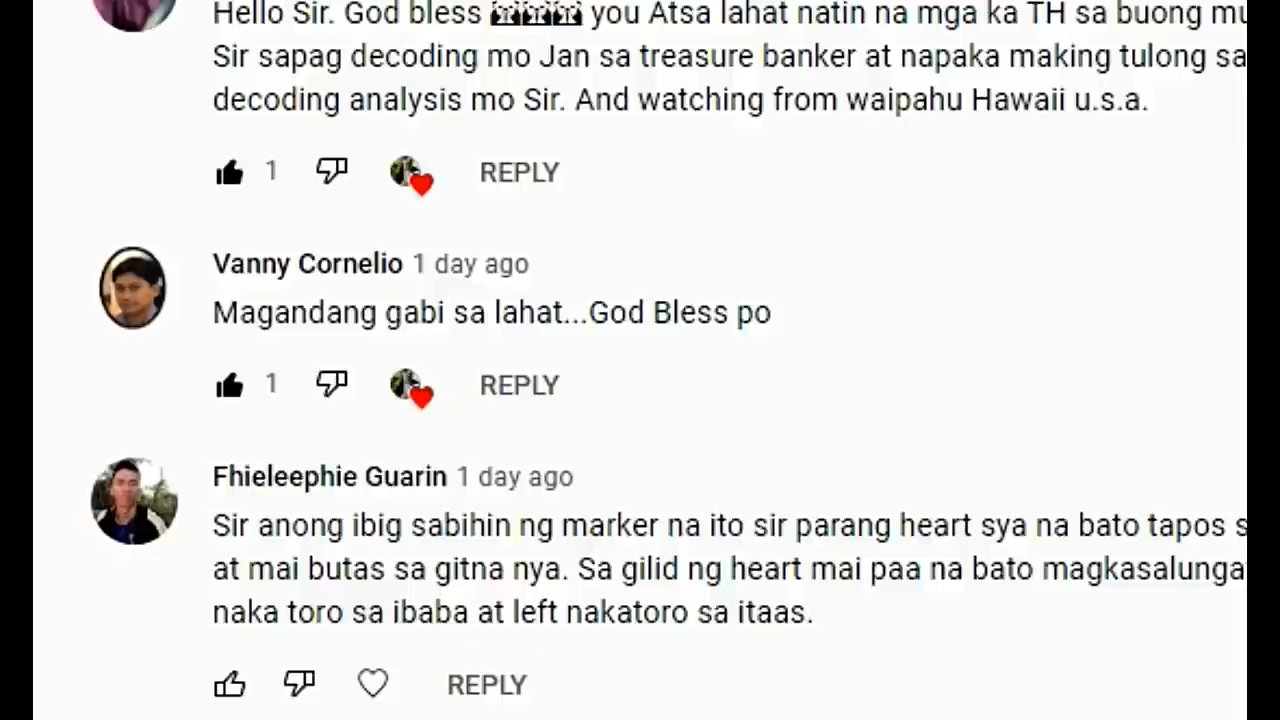 Hello Sir. God bless you Atsa lahat natin na mga ka TH sa buong
Sir sapag decoding mo Jan sa treasure banker at napaka making tulong sa
decoding analysis mo Sir. And watching from waipahu Hawaii u.s.a.
1 REPLY
Vanny Cornelio 1 day ago
Magandang gabi sa lahat...God Bless po
1 REPLY
Fhieleephie Guarin 1 day ago
Sir anong ibig sabihin ng marker na ito sir parang heart sya na bato tapos
at mai butas sa gitna nya. Sa gilid ng heart mai paa na bato
naka toro sa ibaba at left nakatoro sa itaas.
REPLY